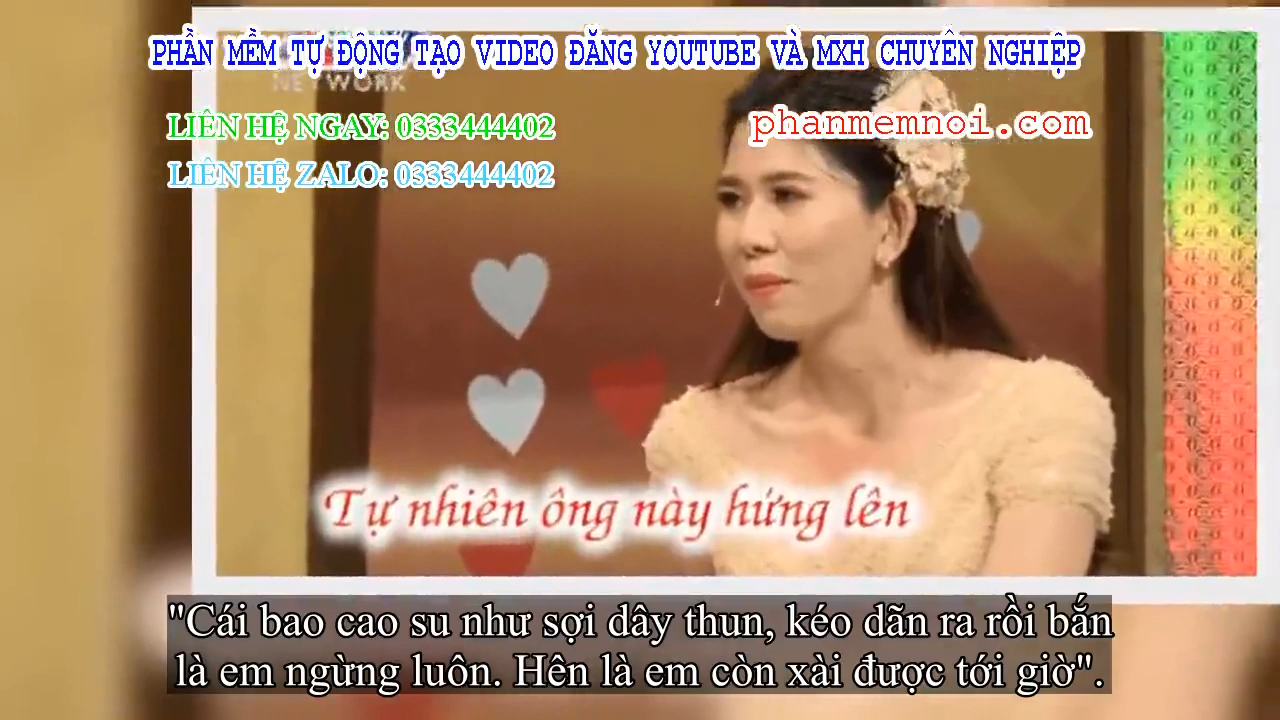 PHẦN MỀM TỰ ĐỘNG TẠO VIDEO ĐĂNG YOUTUBE VÀ MXH CHUYÊN NGHIỆP
NETWORK
LIÊN HỆ NGAY: 0333444402
phanmemnoi.com
LIÊN HỆ ZALO: 0333444402
Tự nhiên ông này hứng lên
"Cái bao cao su như sợi dây thun, kéo dãn ra rồi bắn
là em ngừng luôn. Hên là em còn xài được tới giờ".